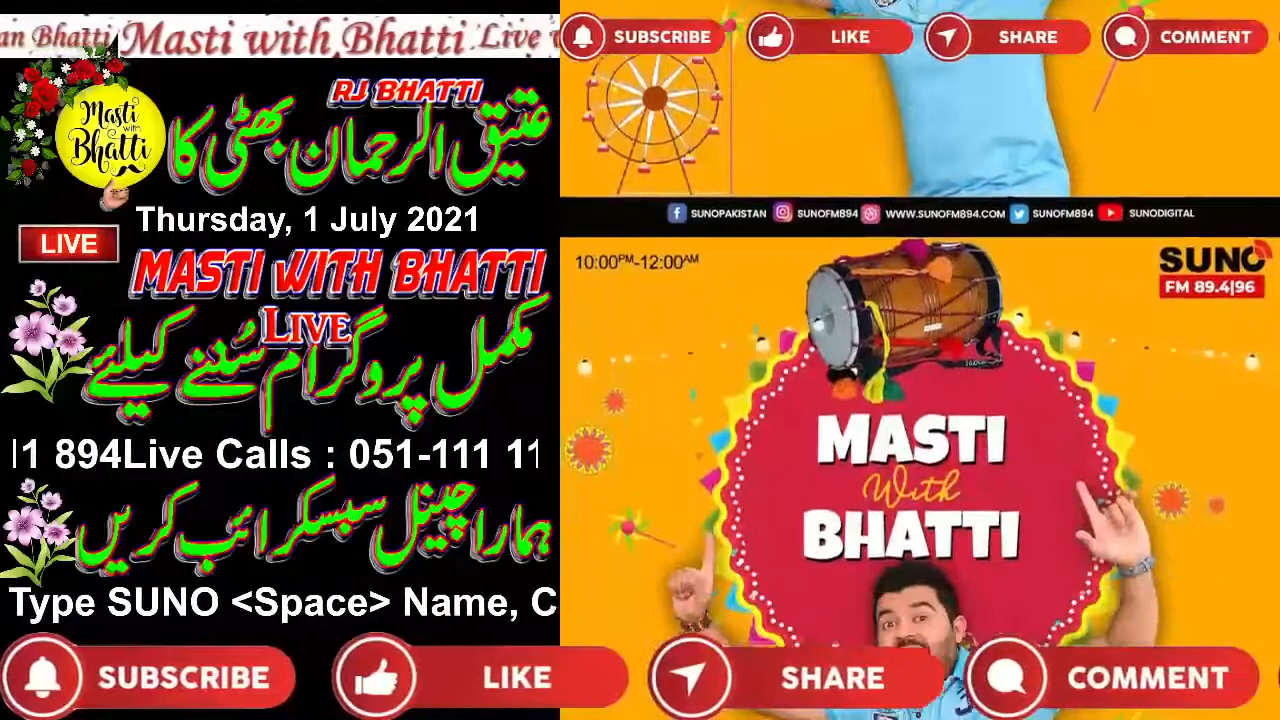 an Bhatti Masti with Bhatti Live
Masti
with
Bhatti
RJ BHATTI
عتیق الرحمان بھٹی کا
Thursday, 1 July 2021
LIVE
MASTI WITH BHATTI
LIVE
مکمل پروگرام سُننے کیلئے
11 894Live Calls : 051-111 11
ہمارا چینل سبسکرائب کریں
Type SUNO <Space> Name, C
SUBSCRIBE
LIKE
SHARE
COMMENT
SUBSCRIBE
LIKE
SHARE
COMMENT
SUNOPAKISTAN SUNOFM894 WWW.SUNOFM894.COM SUNOFM894 SUNODIGITAL
10:00PM-12:00AM
SUNO
FM 89.4|96
MASTI
With
BHATTI